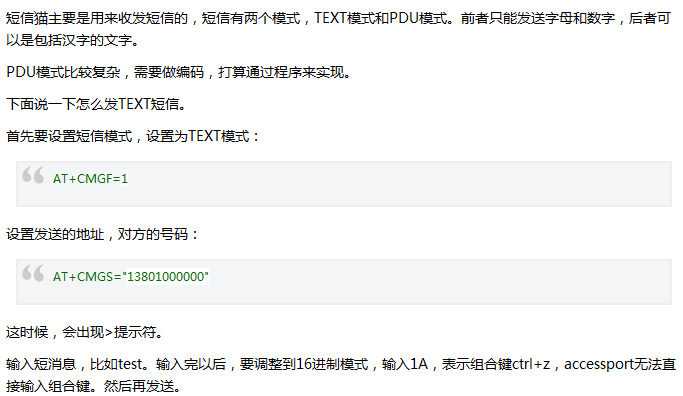 短信猫主要是用来收发短信的，短信有两个模式，TEXT模式和PDU模式。前者只能发送字母和数字，后者可
以是包括汉字的文字。
PDU模式比较复杂，需要做编码，打算通过程序来实现。
下面说一下怎么发TEXT短信。
首先要设置短信模式，设置为TEXT模式：
AT+CMGF=1
设置发送的地址，对方的号码：
AT+CMGS="13801000000"
这时候，会出现>提示符。
输入短消息，比如test。输入完以后，要调整到16进制模式，输入1A，表示组合键ctrl+z，accessport无法直
接输入组合键。然后再发送。